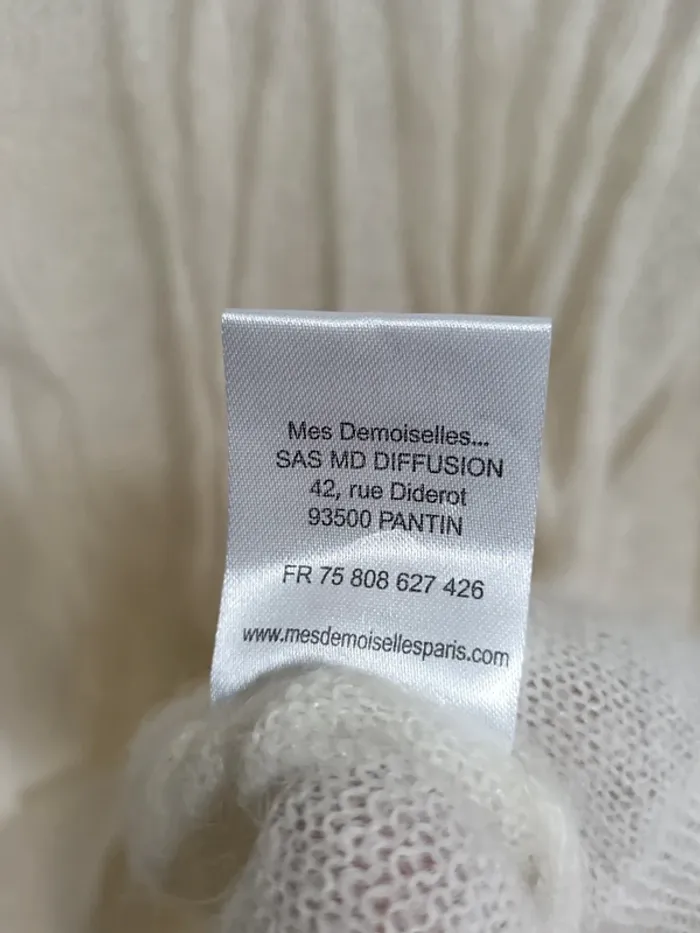 Mes Demoiselles...
SAS MD DIFFUSION
42, rue Diderot
93500 PANTIN
FR 75 808 627 426
www.mesdemoisellesparis.com